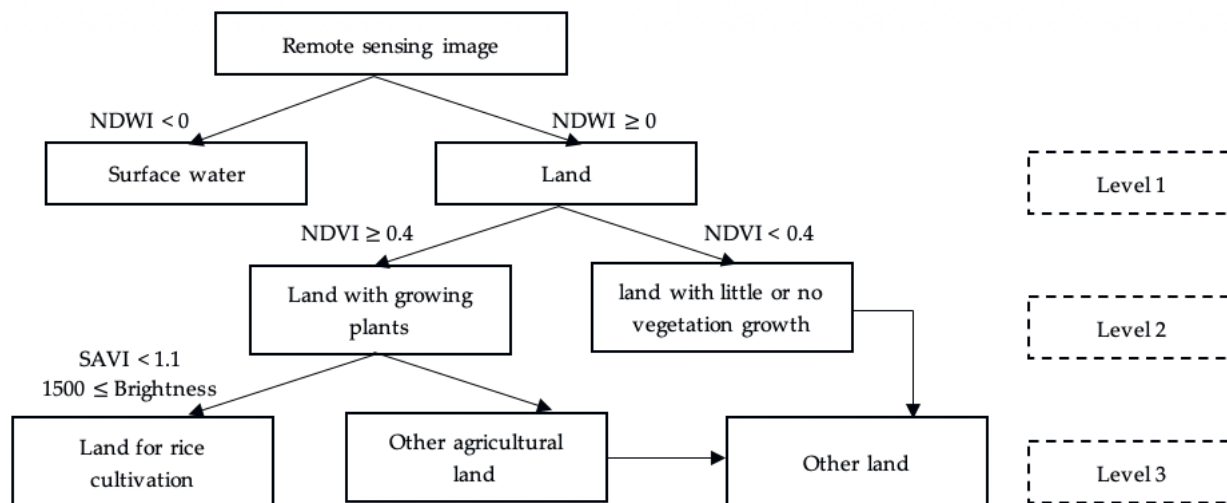 Remote sensing image
NDWI < 0
NDWI ≥ 0
Surface water
Land
Level 1
NDVI ≥ 0.4
NDVI < 0.4
Land with growing
plants
land with little or no
vegetation growth
Level 2
SAVI < 1.1
1500 ≤ Brightness
Land for rice
cultivation
Other agricultural
land
Other land
Level 3